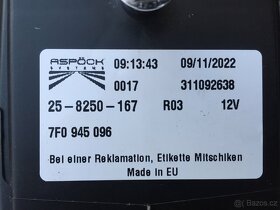 ASPÖCK
SYSTEMS
09:13:43 09/11/2022
0017 311092638
25-8250-167 R03 12V
7F0 945 096
Bei einer Reklamation, Etikette Mitschiken
Made in EU
Bazoš.cz